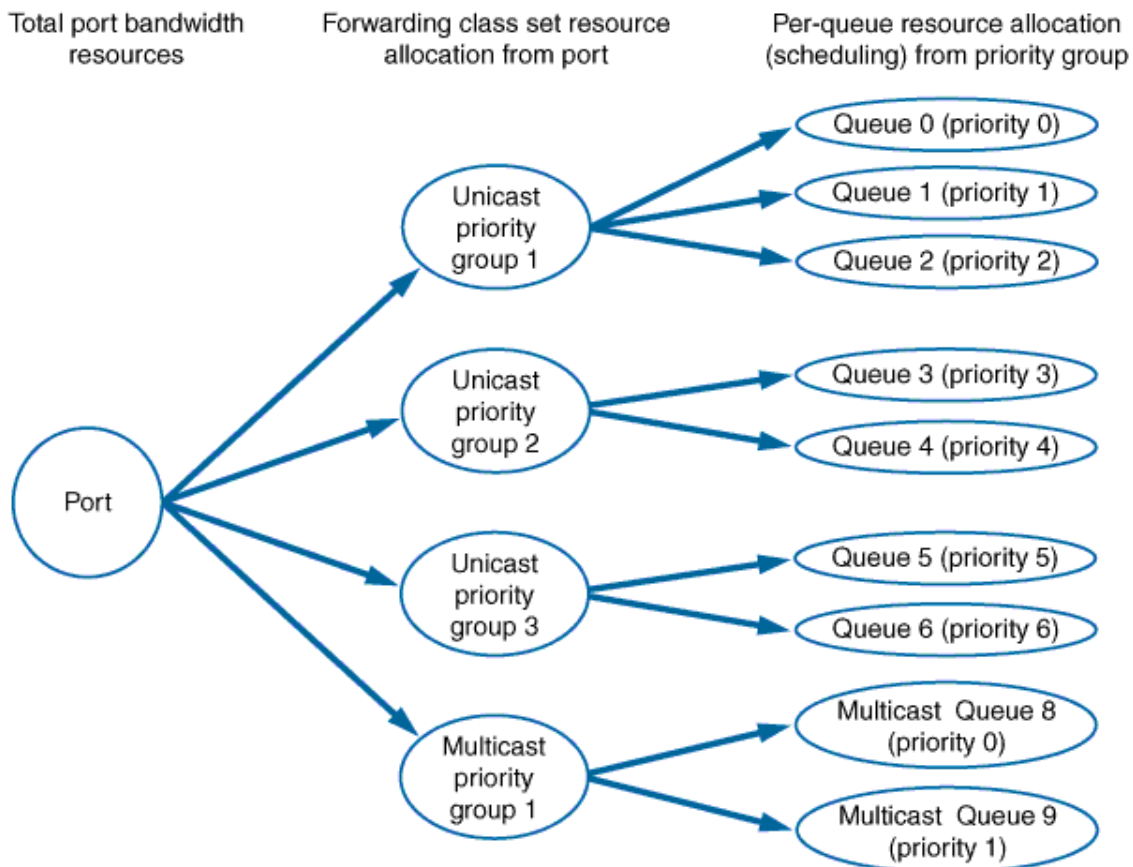 Total port bandwidth
resources
Forwarding class set resource
allocation from port
Per-queue resource allocation
(scheduling) from priority group
Port
Unicast
priority
group 1
Queue 0 (priority 0)
Queue 1 (priority 1)
Queue 2 (priority 2)
Unicast
priority
group 2
Queue 3 (priority 3)
Queue 4 (priority 4)
Unicast
priority
group 3
Queue 5 (priority 5)
Queue 6 (priority 6)
Multicast
priority
group 1
Multicast Queue 8
(priority 0)
Multicast Queue 9
(priority 1)